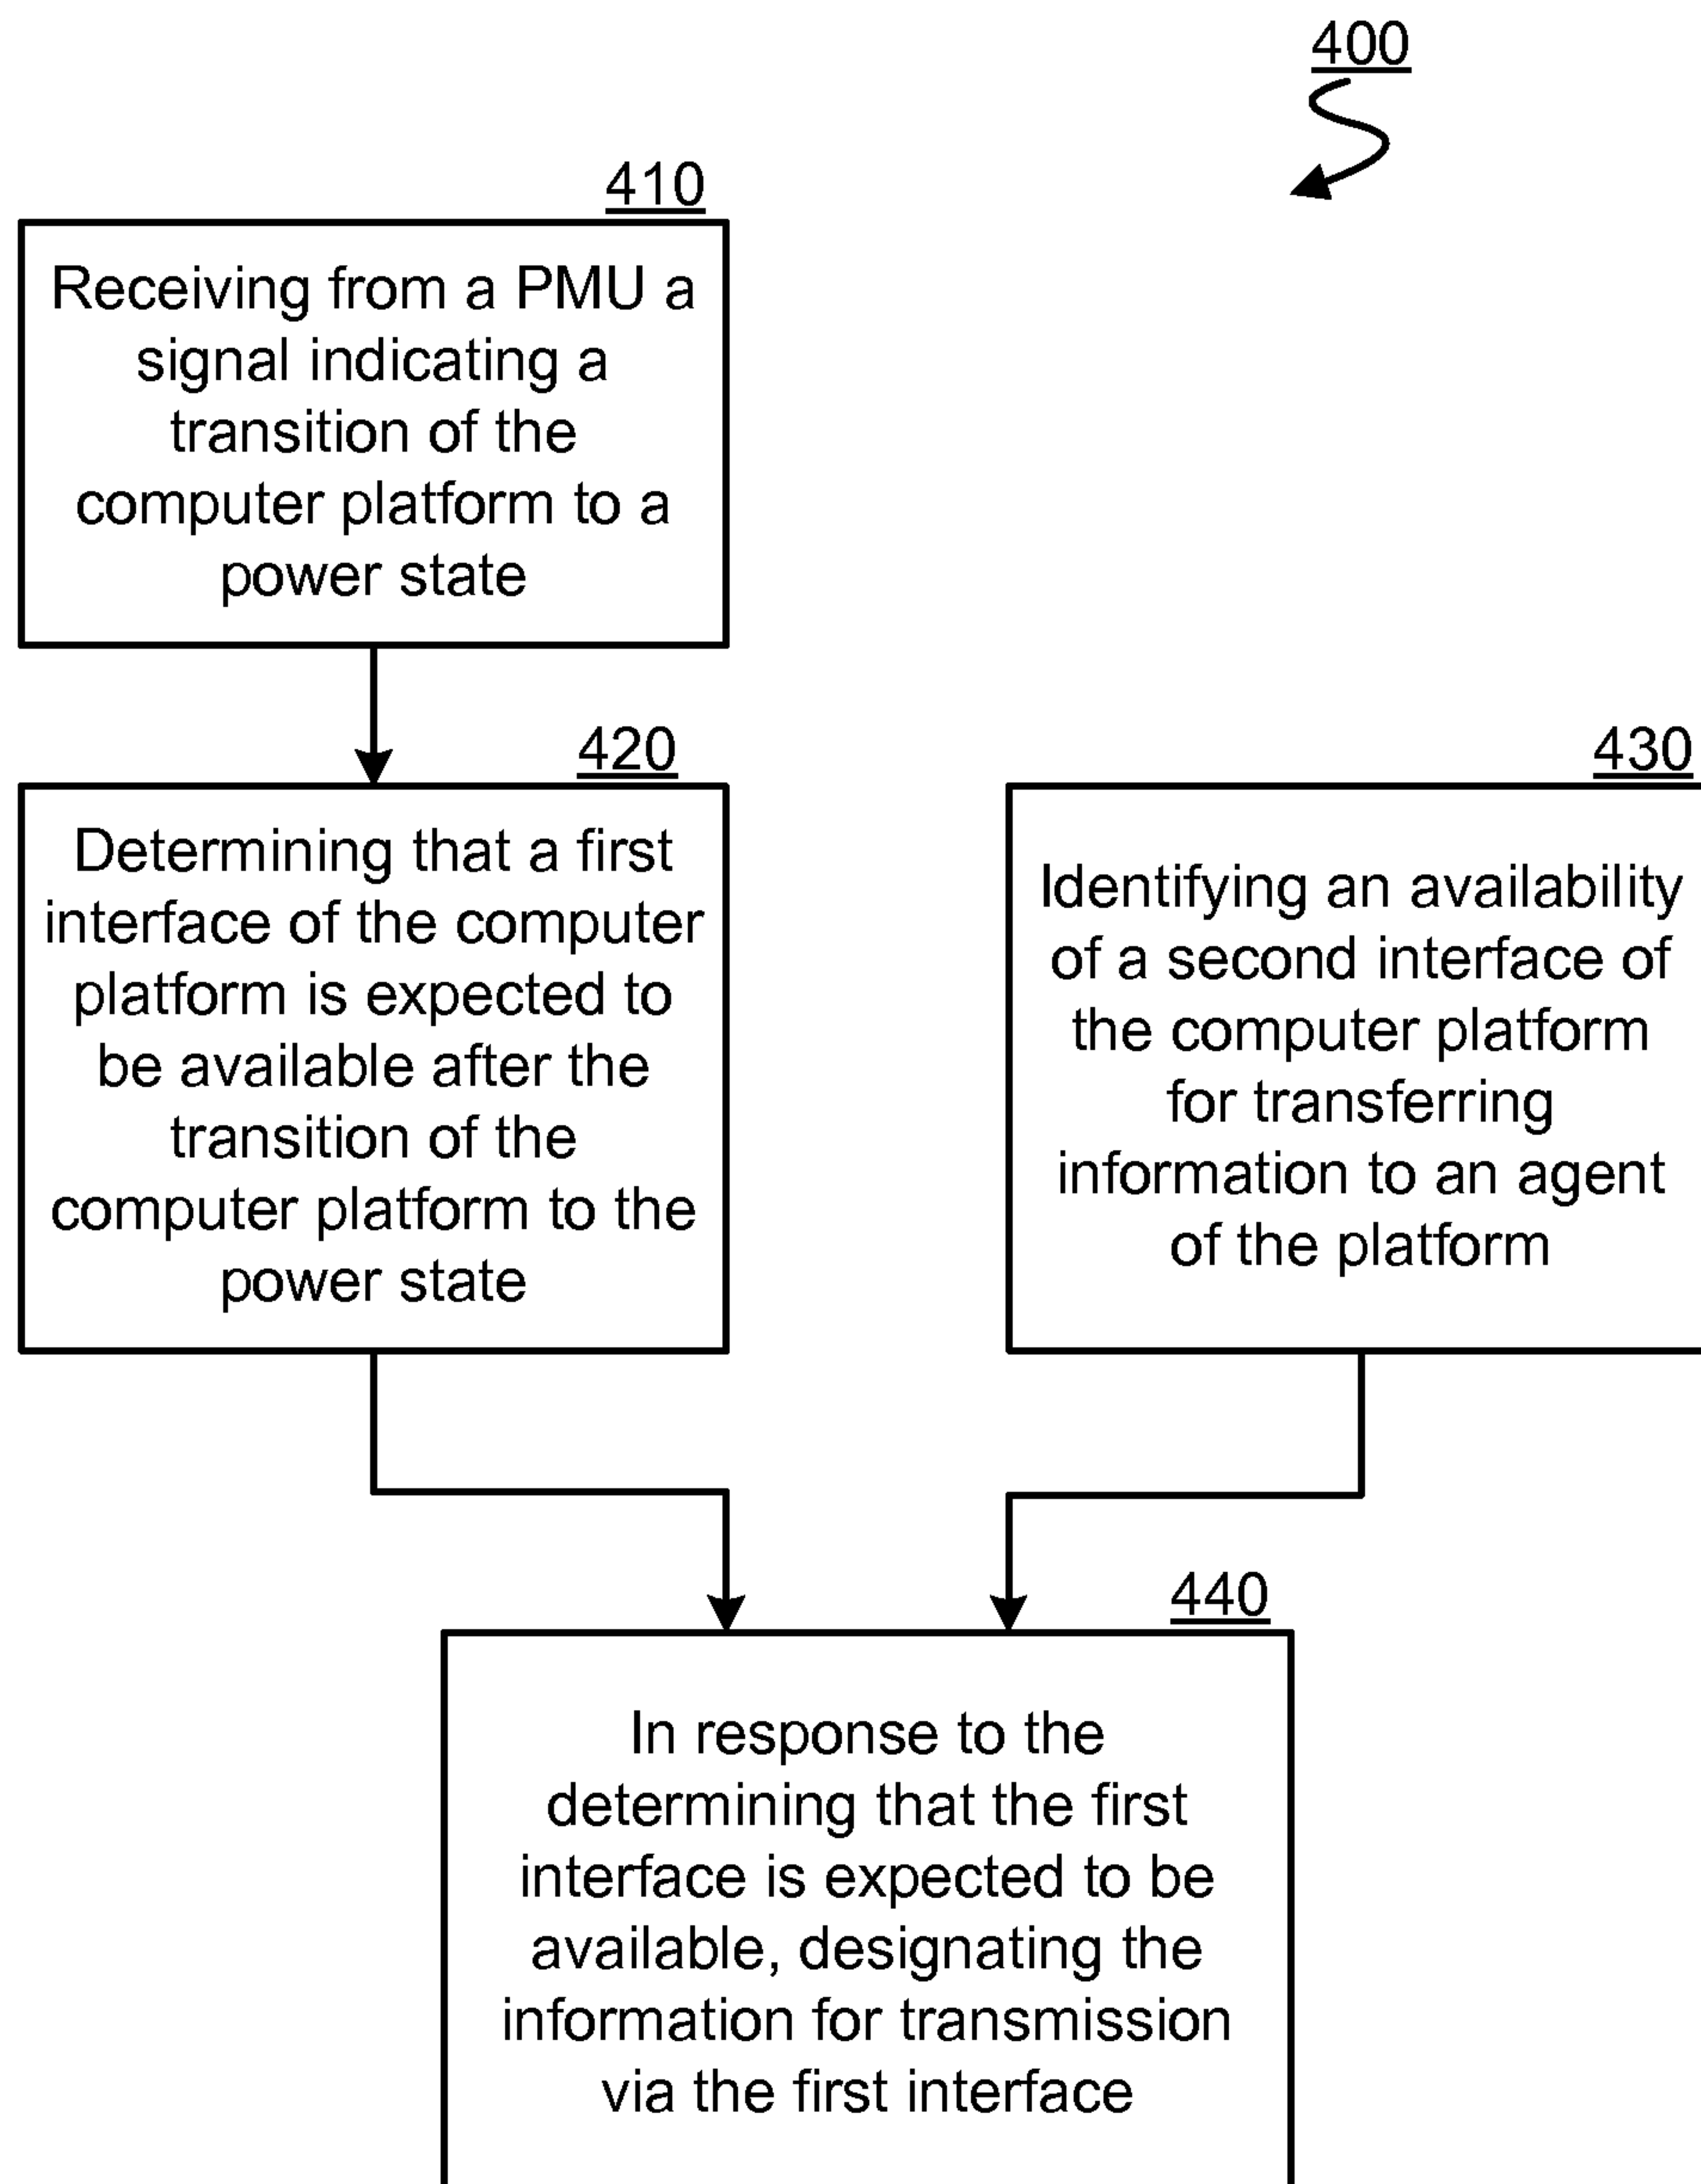 400
410
Receiving from a PMU a
signal indicating a
transition of the
computer platform to a
power state
420
Determining that a first
interface of the computer
platform is expected to
be available after the
transition of the
computer platform to the
power state
430
Identifying an availability
of a second interface of
the computer platform
for transferring
information to an agent
of the platform
440
In response to the
determining that the first
interface is expected to be
available, designating the
information for transmission
via the first interface